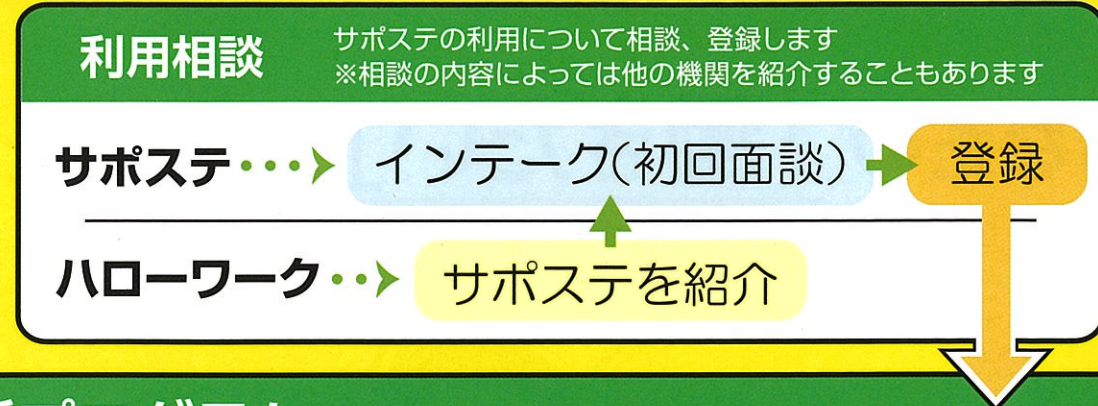 利用相談
サポステの利用について相談、登録します
※相談の内容によっては他の機関を紹介することもあります
サポステ・・・➤ インテーク(初回面談) 登録
ハローワーク・・➤ サポステを紹介